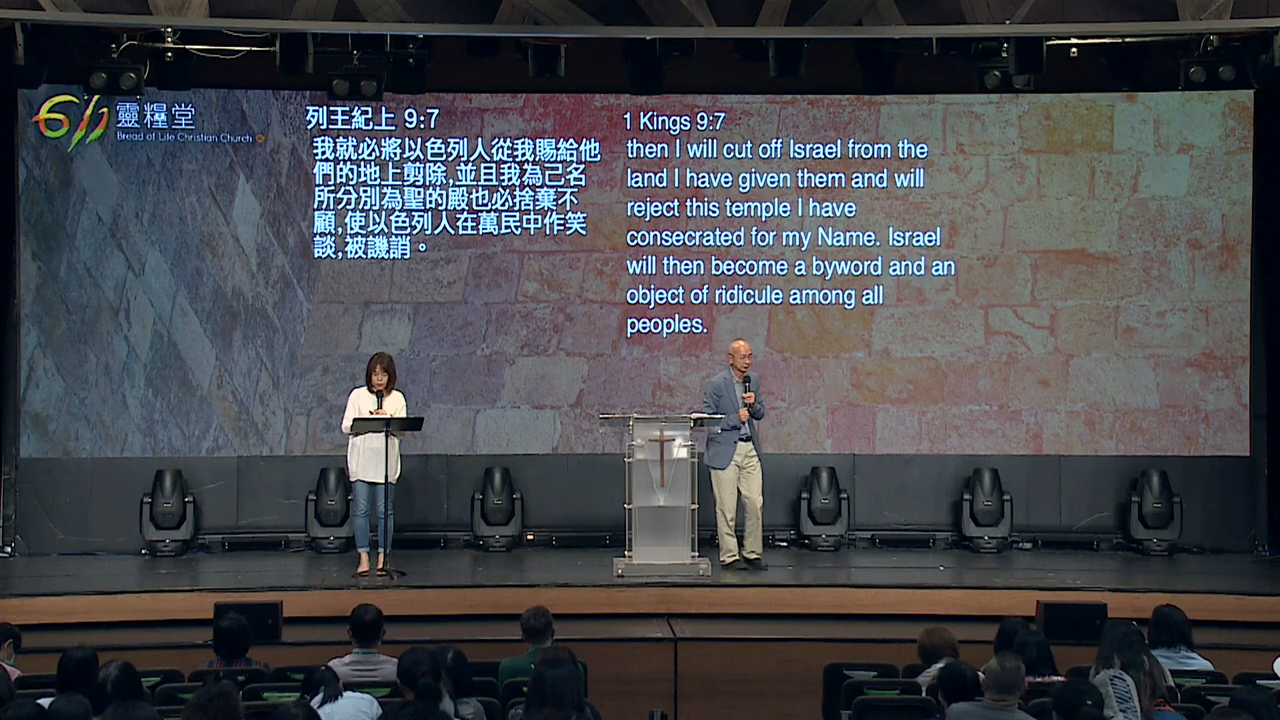 611 靈糧堂
Bread of Life Christian Church
列王紀上 9:7
我就必將以色列人從我賜給他
們的地上剪除,並且我為己名
所分別為聖的殿也必捨棄不
顧,使以色列人在萬民中作笑
談,被譏誚。
1 Kings 9:7
then I will cut off Israel from the
land I have given them and will
reject this temple I have
consecrated for my Name. Israel
will then become a byword and an
object of ridicule among all
peoples.